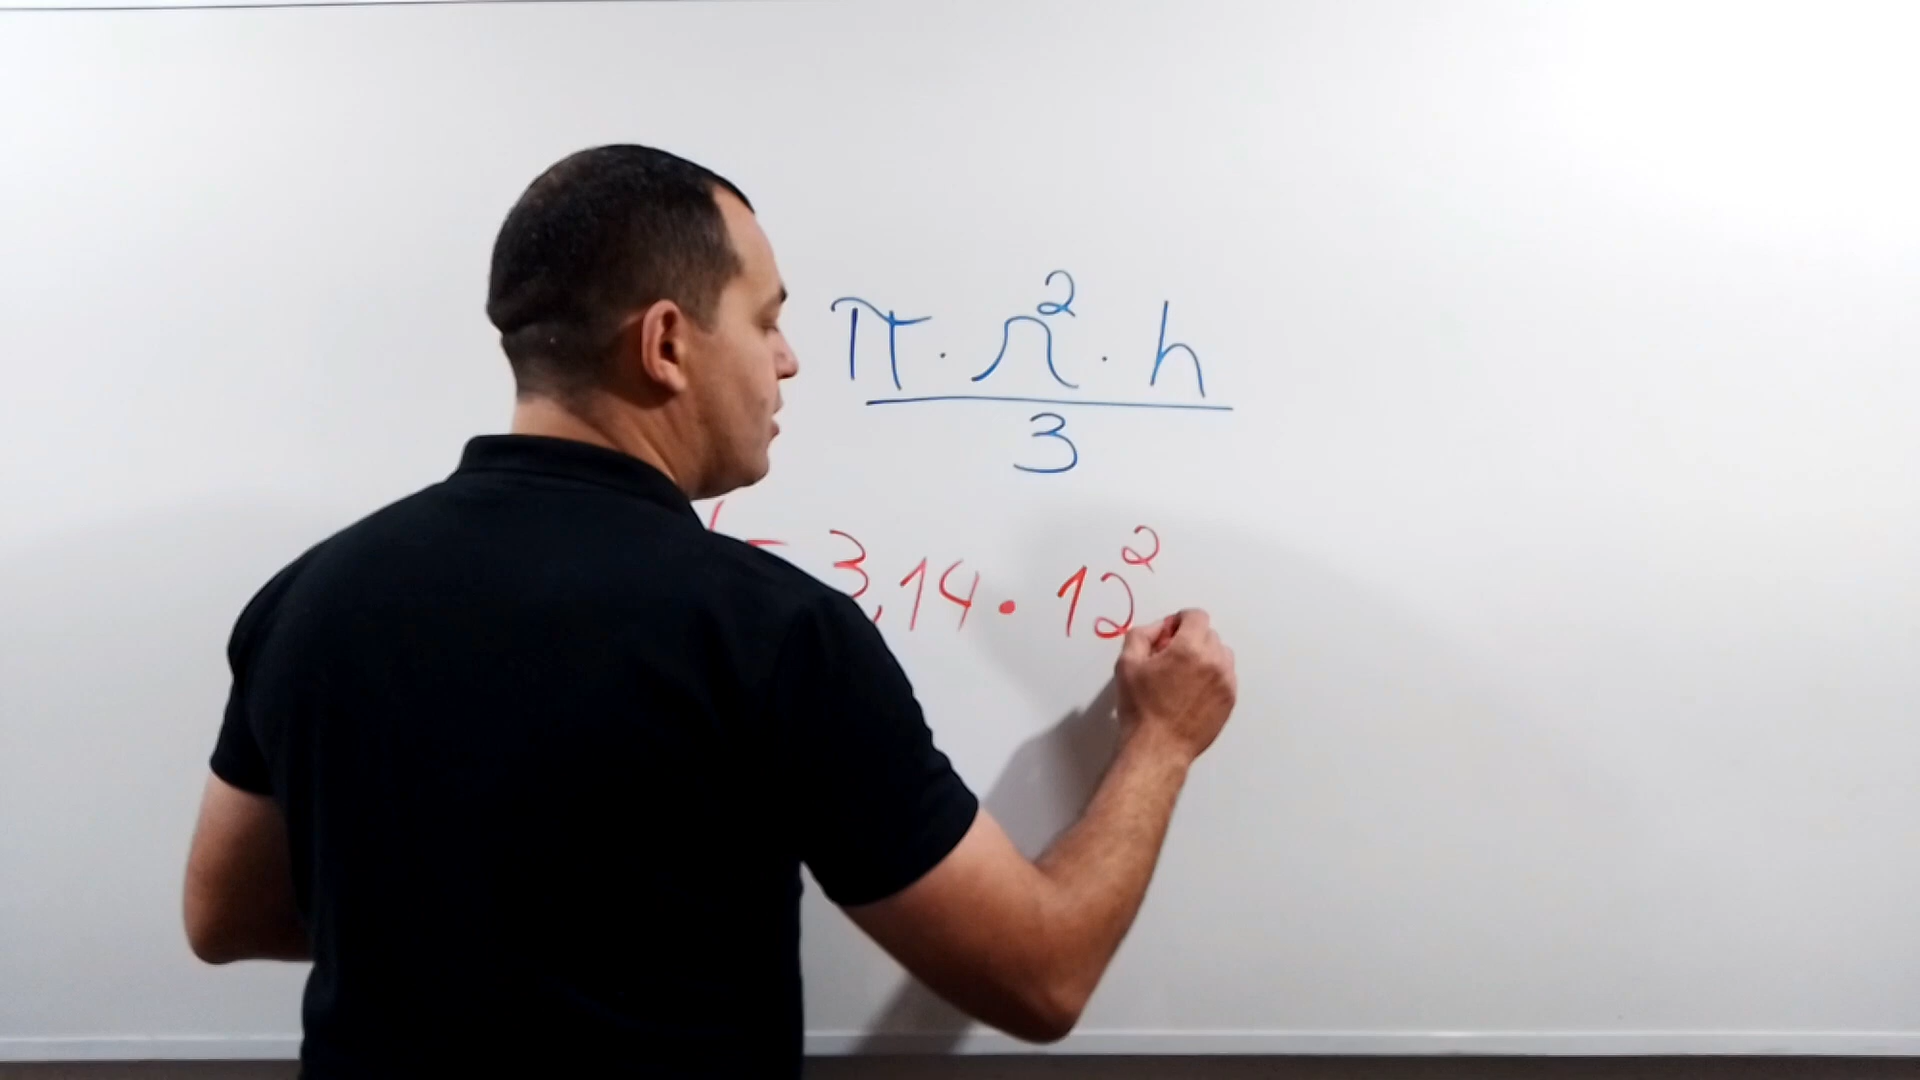 π · r² · h
3
= 3,14 · 12²